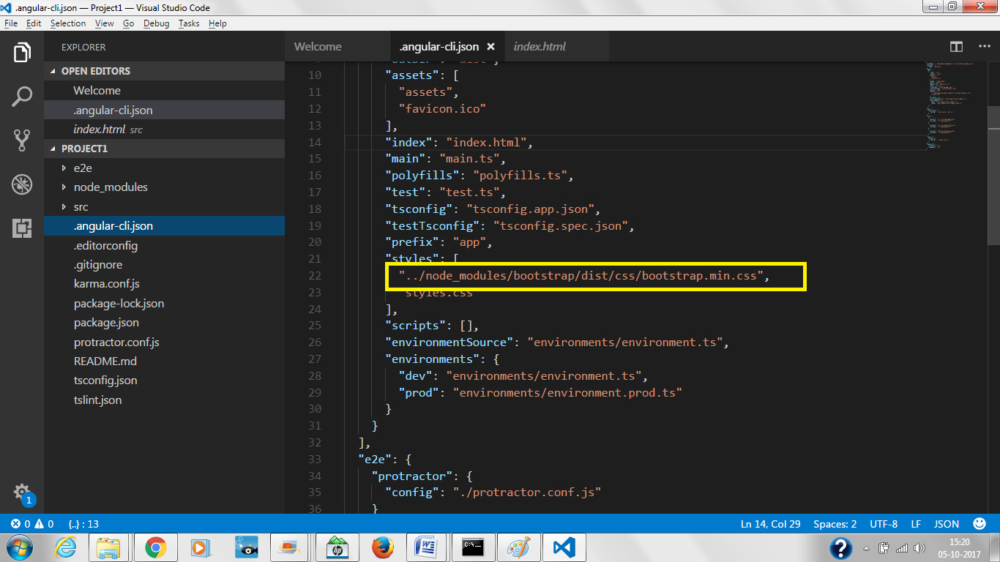 .angular-cli.json — Project1 — Visual Studio Code
File Edit Selection View Go Debug Tasks Help
EXPLORER
OPEN EDITORS
Welcome
.angular-cli.json
index.html src
PROJECT1
e2e
node_modules
src
.angular-cli.json
.editorconfig
.gitignore
karma.conf.js
package-lock.json
package.json
protractor.conf.js
README.md
tsconfig.json
tslint.json
1
Welcome .angular-cli.json index.html
10 "assets": [
11 "assets",
12 "favicon.ico"
13 ],
14 "index": "index.html",
15 "main": "main.ts",
16 "polyfills": "polyfills.ts",
17 "test": "test.ts",
18 "tsconfig": "tsconfig.app.json",
19 "testTsconfig": "tsconfig.spec.json",
20 "prefix": "app",
21 "styles": [
22 "../node_modules/bootstrap/dist/css/bootstrap.min.css",
23 styles.css
24 ],
25 "scripts": [],
26 "environmentSource": "environments/environment.ts",
27 "environments": {
28 "dev": "environments/environment.ts",
29 "prod": "environments/environment.prod.ts"
30 }
31 }
32 ],
33 "e2e": {
34 "protractor": {
35 "config": "./protractor.conf.js"
36 }
0 0 {..} : 13 Ln 14, Col 29 Spaces: 2 UTF-8 LF JSON
15:20
05-10-2017